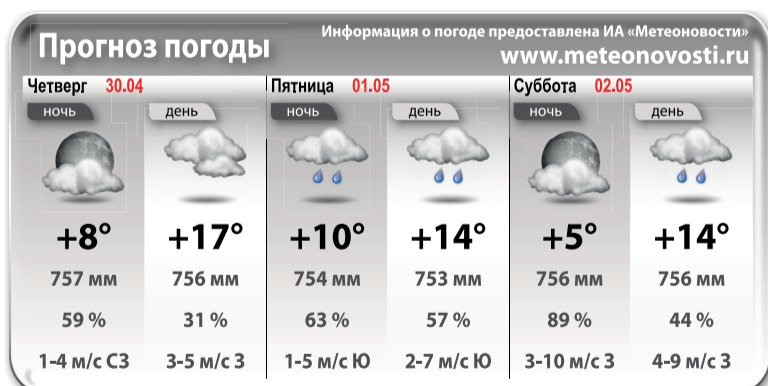 Прогноз погоды
Информация о погоде предоставлена ИА «Метеоновости»
www.meteonovosti.ru
Четверг 30.04 Пятница 01.05 Суббота 02.05
ночь день ночь день ночь день
+8° +17° +10° +14° +5° +14°
757 мм 756 мм 754 мм 753 мм 756 мм 756 мм
59 % 31 % 63 % 57 % 89 % 44 %
1-4 м/с СЗ 3-5 м/с З 1-5 м/с Ю 2-7 м/с Ю 3-10 м/с З 4-9 м/с З